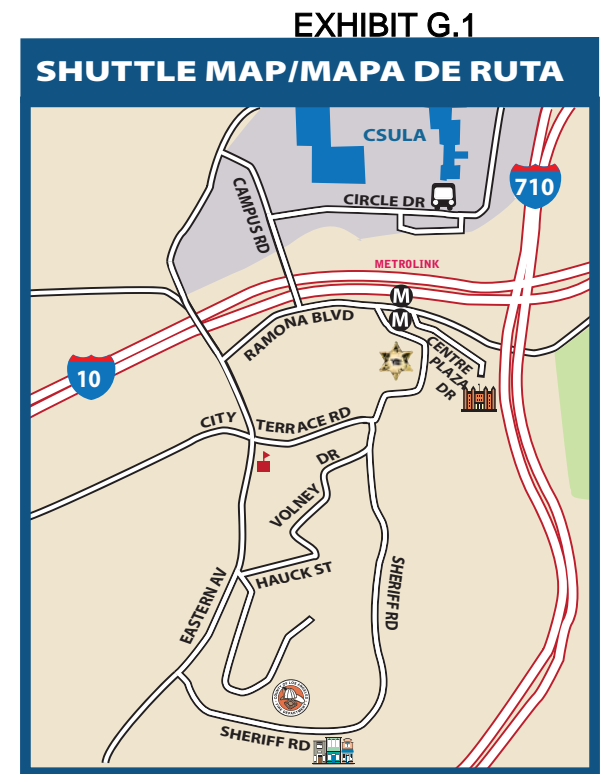 EXHIBIT G.1
SHUTTLE MAP/MAPA DE RUTA
CSULA
710
CIRCLE DR
CAMPUS RD
METROLINK
M
M
RAMONA BLVD
CENTRE
PLAZA
DR
10
CITY TERRACE RD
VOLNEY DR
HAUCK ST
EASTERN AV
SHERIFF RD
SHERIFF RD